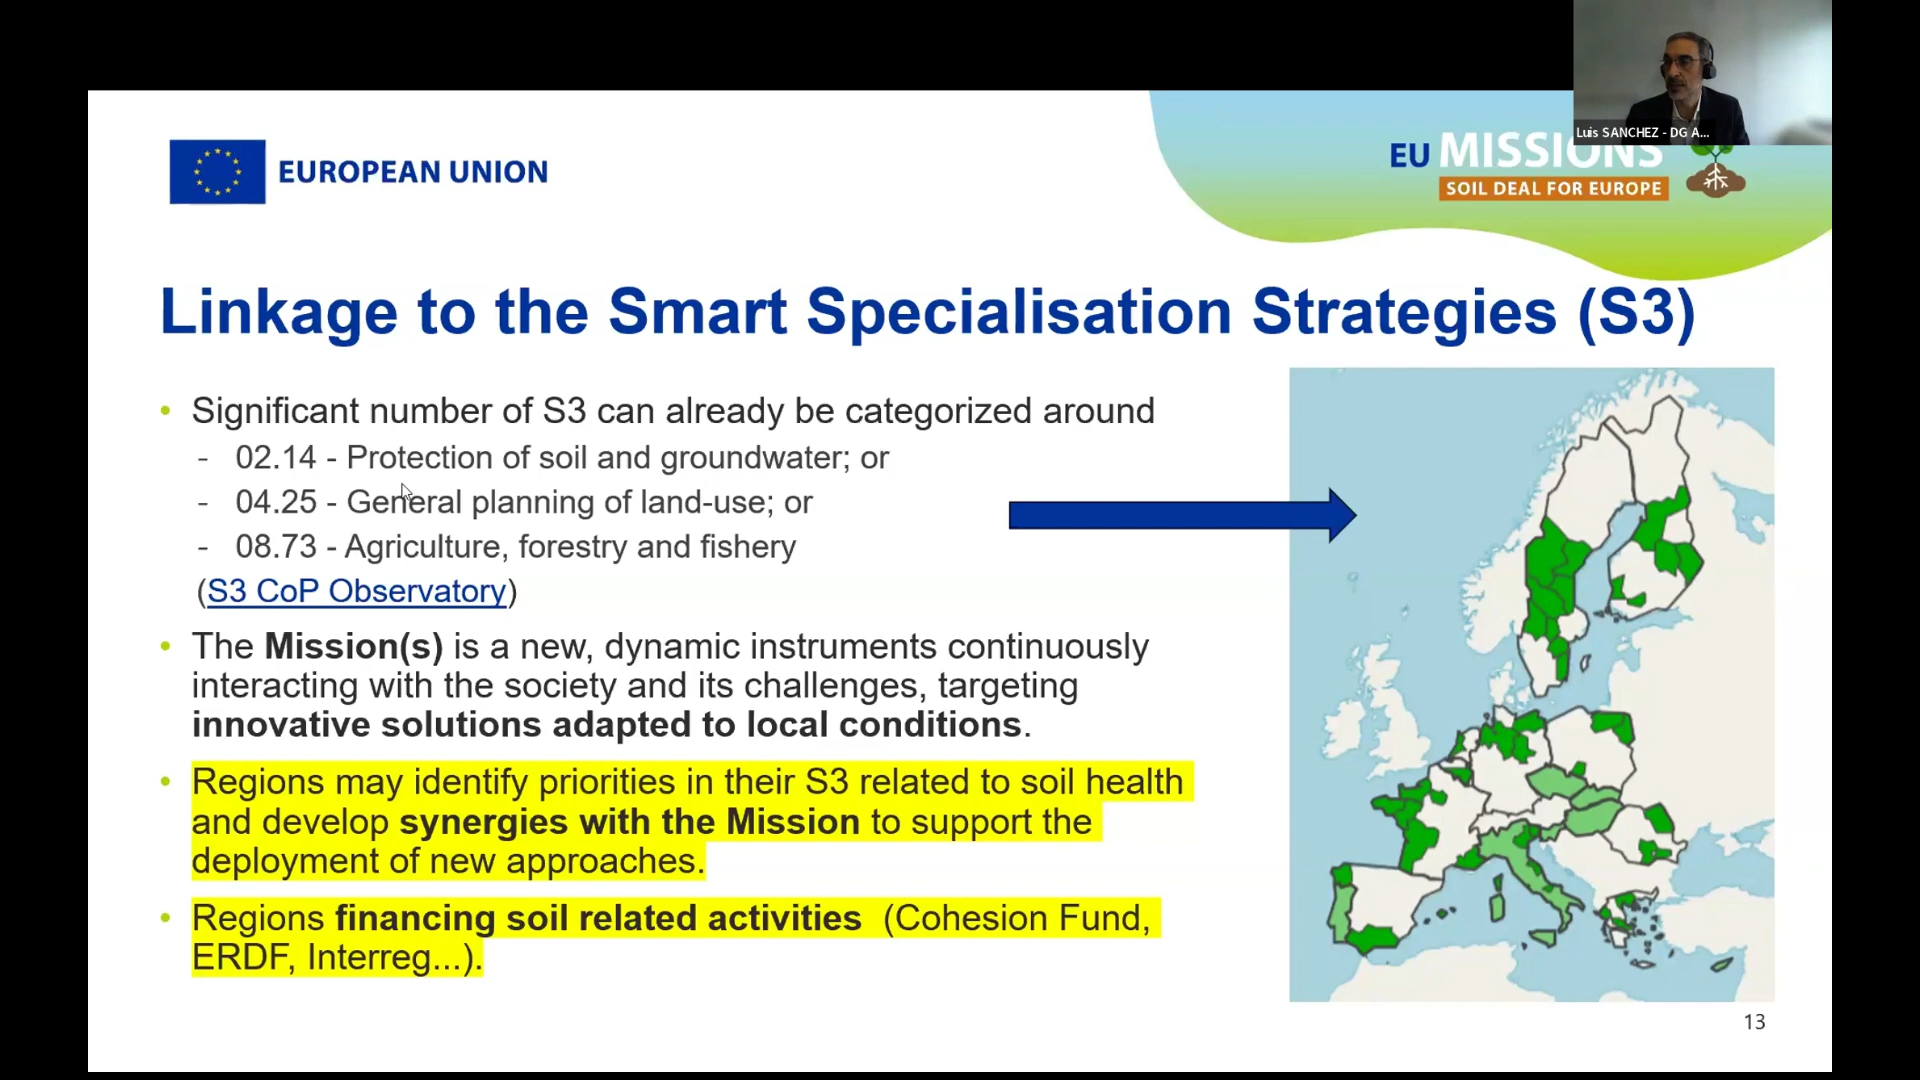 Luis SANCHEZ - DG A...
EUROPEAN UNION
EU MISSIONS
SOIL DEAL FOR EUROPE
Linkage to the Smart Specialisation Strategies (S3)
• Significant number of S3 can already be categorized around
- 02.14 - Protection of soil and groundwater; or
- 04.25 - General planning of land-use; or
- 08.73 - Agriculture, forestry and fishery
(S3 CoP Observatory)
• The Mission(s) is a new, dynamic instruments continuously
interacting with the society and its challenges, targeting
innovative solutions adapted to local conditions.
• Regions may identify priorities in their S3 related to soil health
and develop synergies with the Mission to support the
deployment of new approaches.
• Regions financing soil related activities (Cohesion Fund,
ERDF, Interreg...).
13